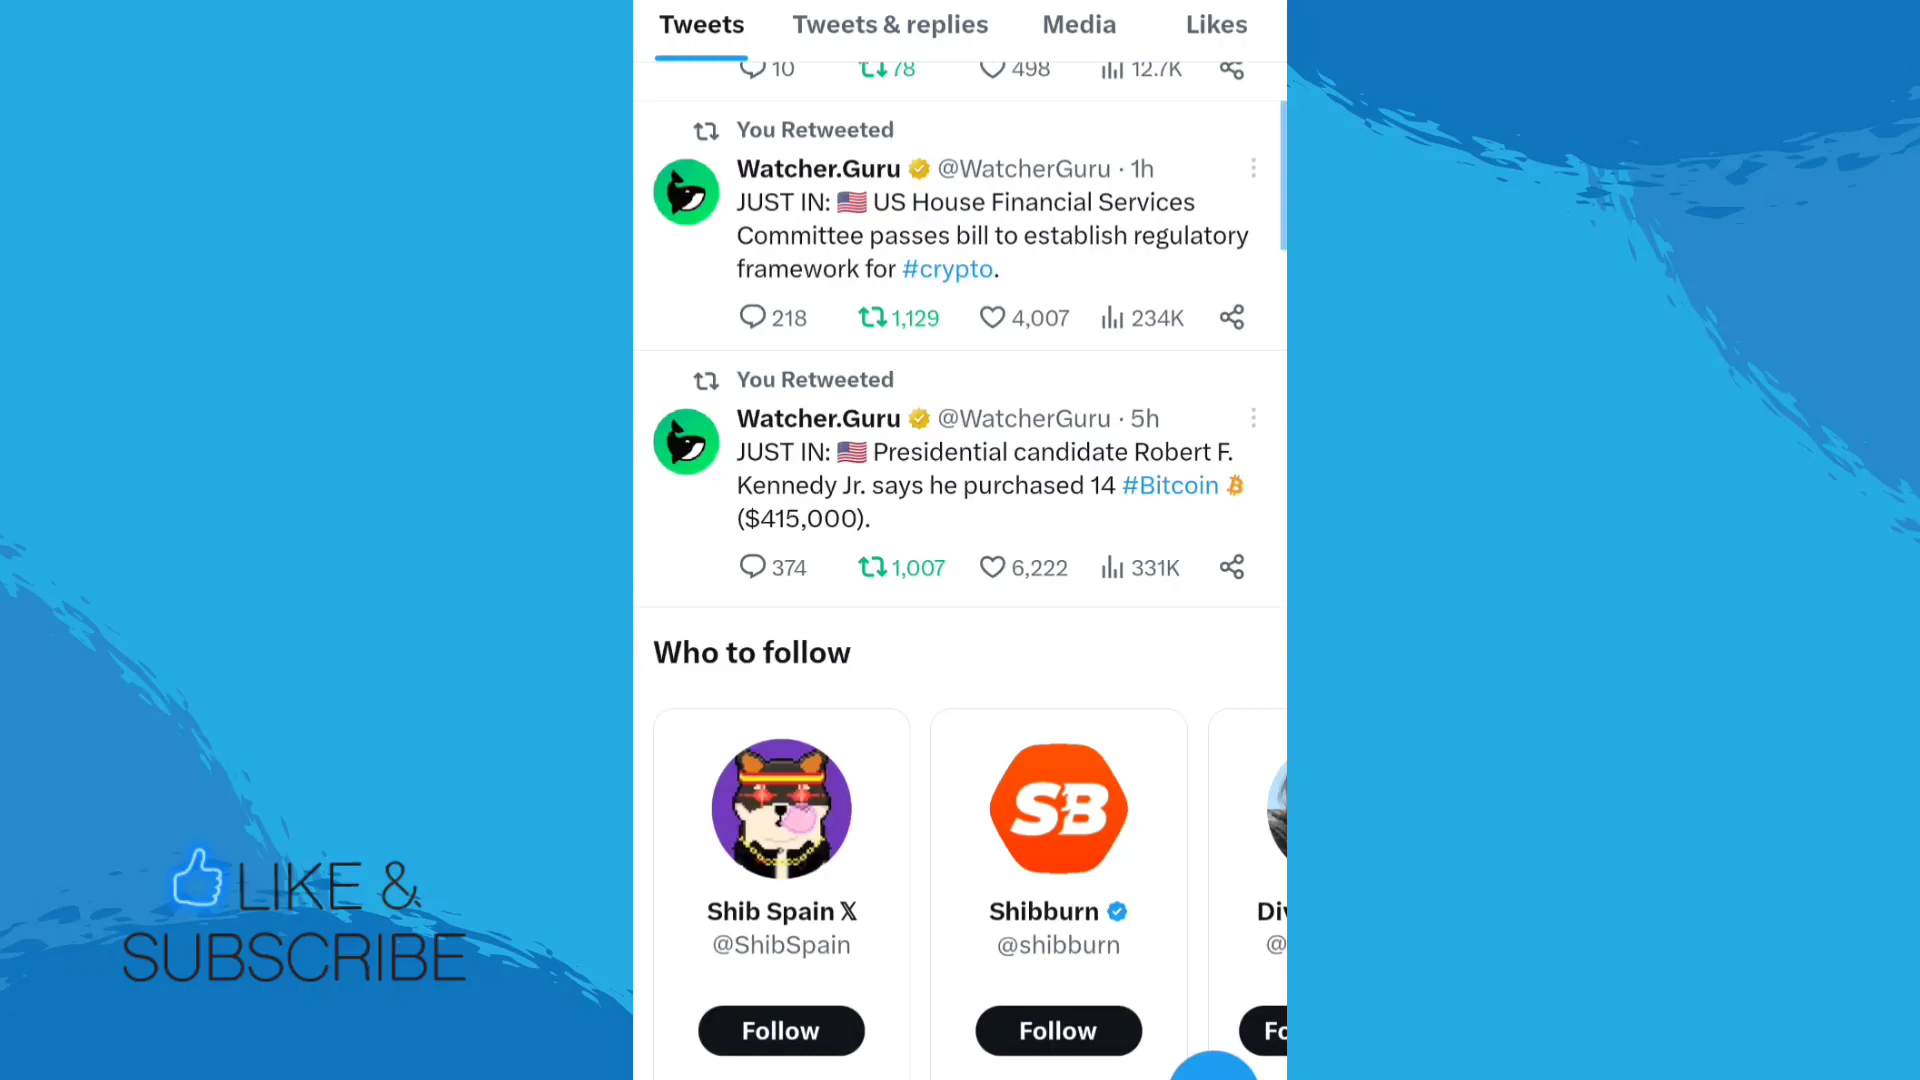 Tweets Tweets & replies Media Likes
10 78 498 12.7K
You Retweeted
Watcher.Guru @WatcherGuru · 1h
JUST IN: 🇺🇸 US House Financial Services
Committee passes bill to establish regulatory
framework for #crypto.
218 1,129 4,007 234K
You Retweeted
Watcher.Guru @WatcherGuru · 5h
JUST IN: 🇺🇸 Presidential candidate Robert F.
Kennedy Jr. says he purchased 14 #Bitcoin
($415,000).
374 1,007 6,222 331K
Who to follow
SB
Shib Spain 𝕏
@ShibSpain
Follow
Shibburn
@shibburn
Follow
LIKE &
SUBSCRIBE